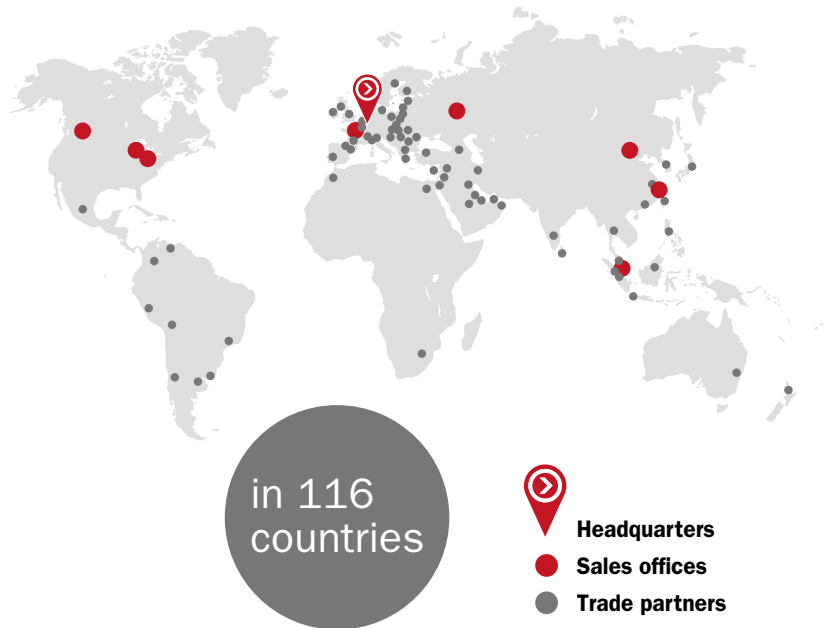 in 116
countries
Headquarters
Sales offices
Trade partners